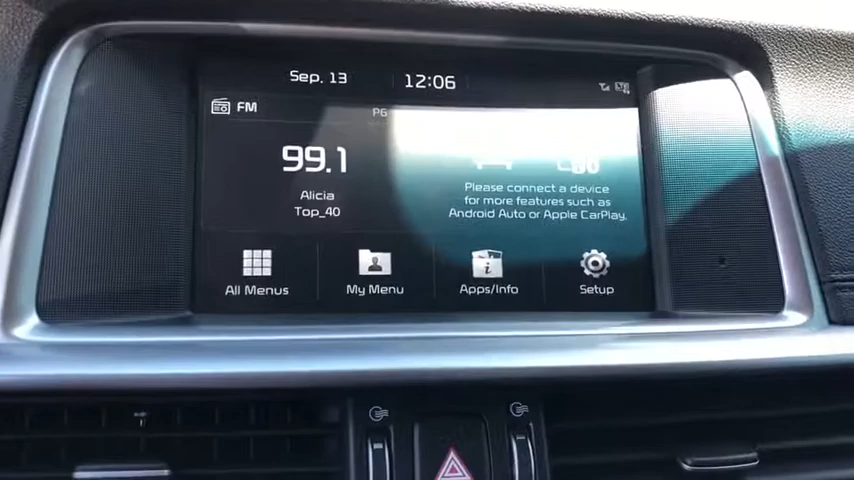 Sep. 13
12:06
LTE
FM
P6
99.1
Alicia
Top_40
Please connect a device
for more features such as
Android Auto or Apple CarPlay.
All Menus
My Menu
Apps/Info
Setup